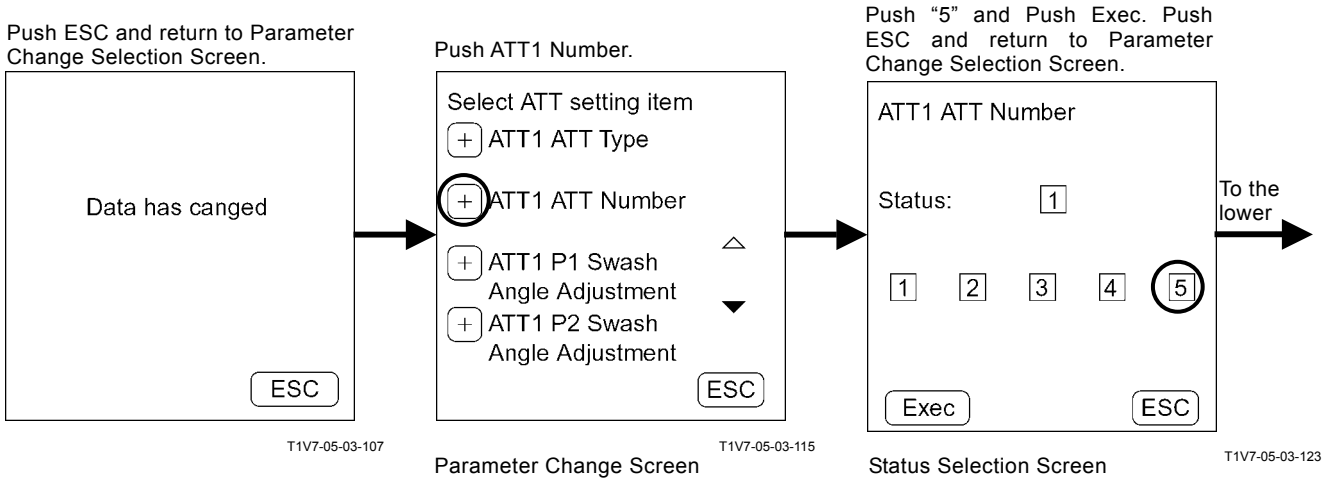 Push ESC and return to Parameter
Change Selection Screen.
Data has canged
ESC
T1V7-05-03-107
Push ATT1 Number.
Select ATT setting item
+ ATT1 ATT Type
+ ATT1 ATT Number
+ ATT1 P1 Swash
Angle Adjustment
+ ATT1 P2 Swash
Angle Adjustment
ESC
T1V7-05-03-115
Parameter Change Screen
Push “5” and Push Exec. Push
ESC and return to Parameter
Change Selection Screen.
ATT1 ATT Number
Status: 1
1 2 3 4 5
Exec ESC
T1V7-05-03-123
Status Selection Screen
To the
lower